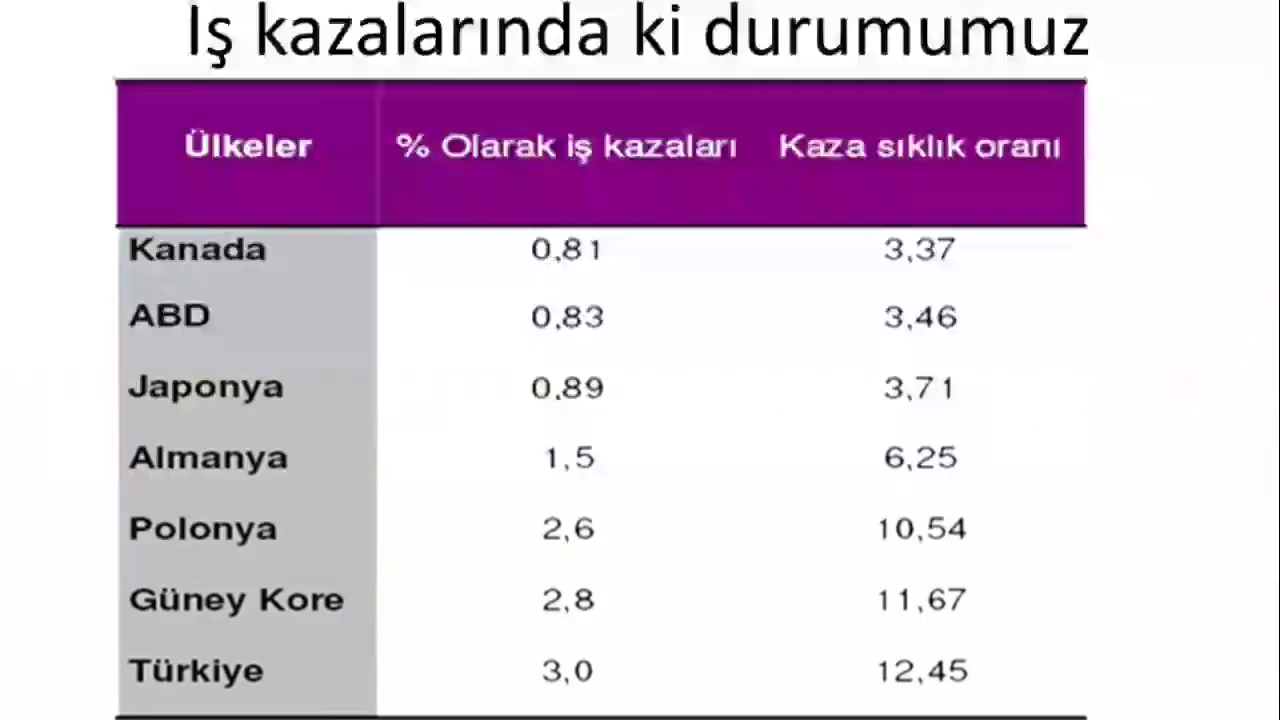 İş kazalarında ki durumumuz
Ülkeler % Olarak iş kazaları Kaza sıklık oranı
Kanada 0,81 3,37
ABD 0,83 3,46
Japonya 0,89 3,71
Almanya 1,5 6,25
Polonya 2,6 10,54
Güney Kore 2,8 11,67
Türkiye 3,0 12,45